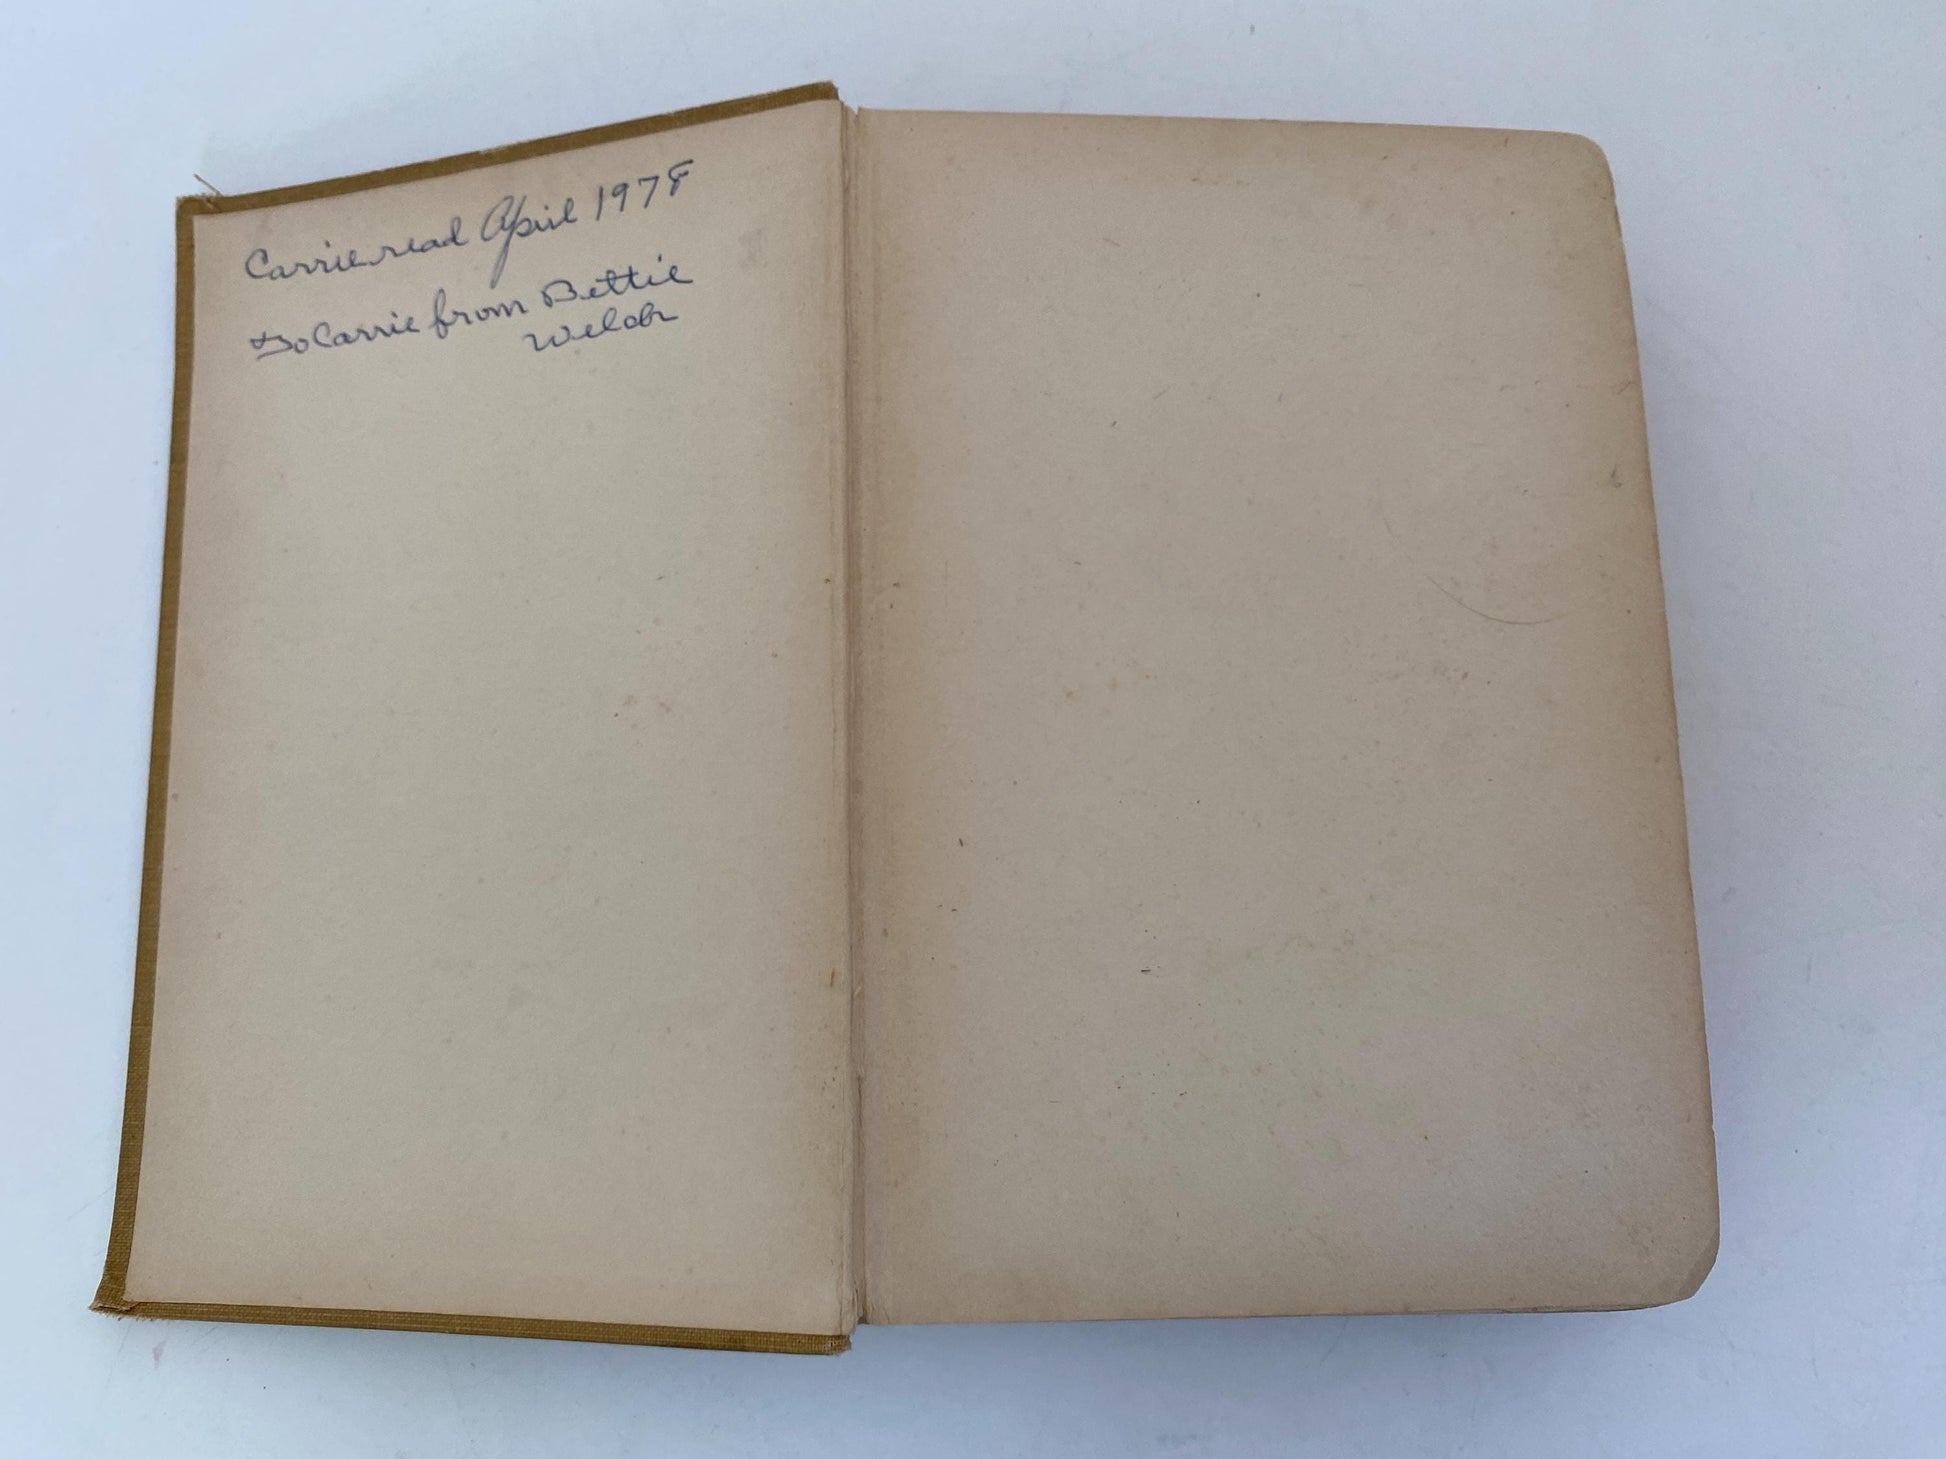 Carrie read April 1978
To Carrie from Bettie
Welch